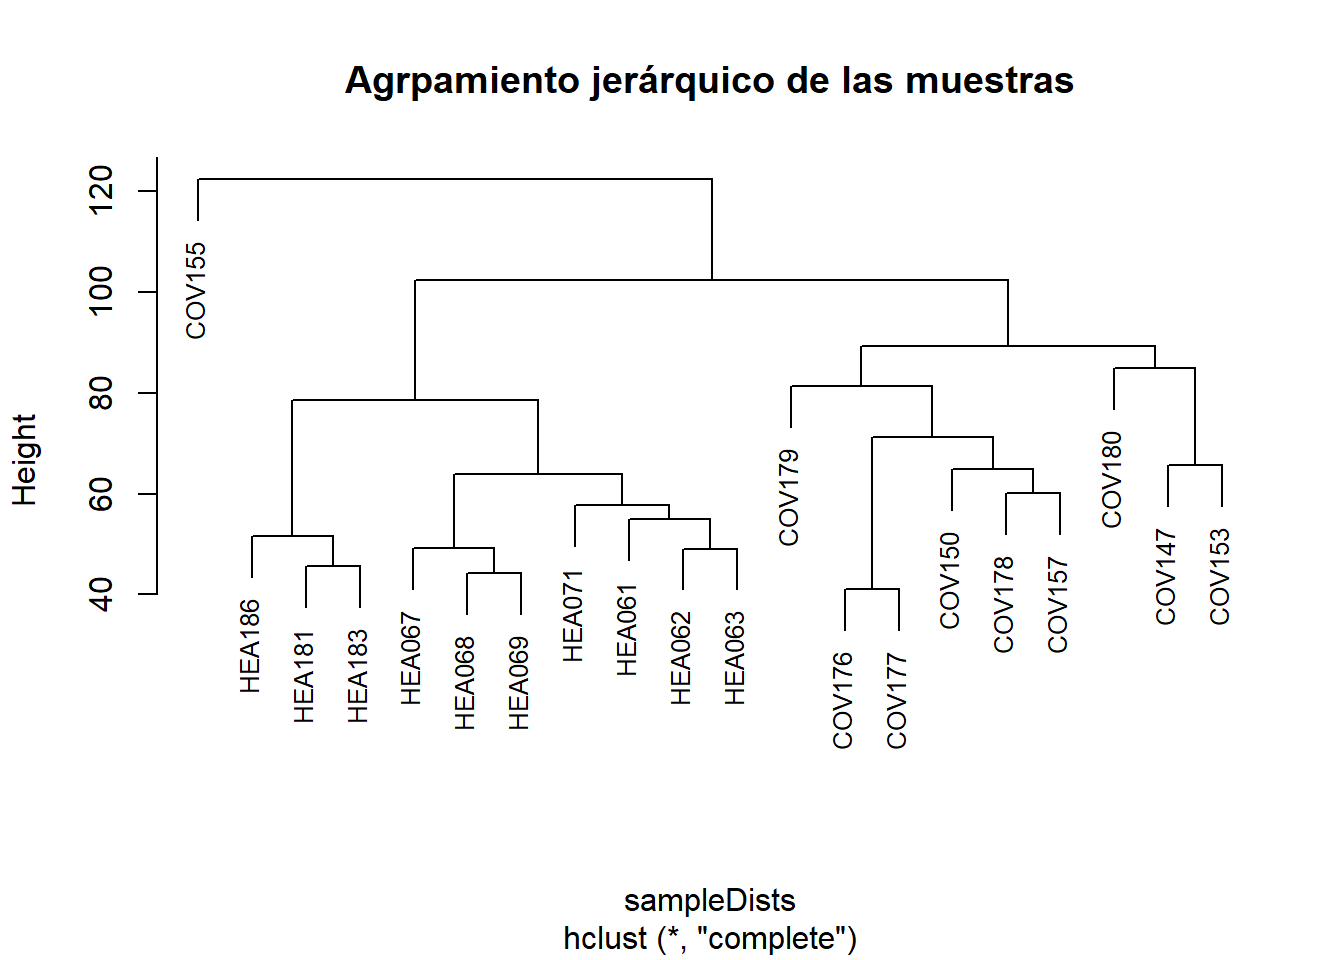 Agrpamiento jerárquico de las muestras
Height
120
100
80
60
40
COV155
HEA186
HEA181
HEA183
HEA067
HEA068
HEA069
HEA071
HEA061
HEA062
HEA063
COV179
COV176
COV177
COV150
COV178
COV157
COV180
COV147
COV153
sampleDists
hclust (*, "complete")